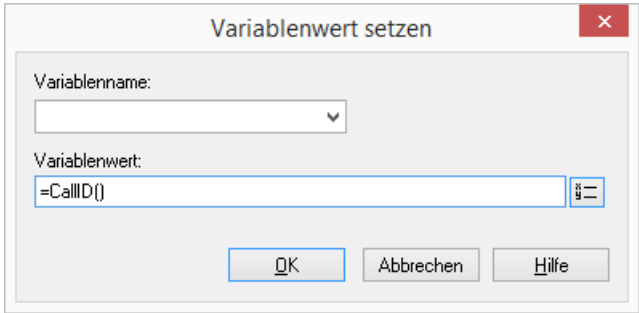 Variablenwert setzen
Variablenname:
Variablenwert:
=CallID()
OK
Abbrechen
Hilfe